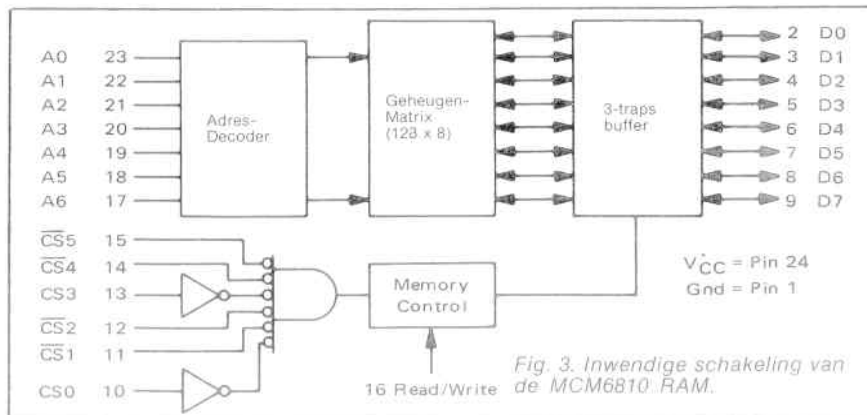 A0 23
A1 22
A2 21
A3 20
A4 19
A5 18
A6 17
Adres-
Decoder
Geheugen-
Matrix
(128 x 8)
3-traps
buffer
2 D0
3 D1
4 D2
5 D3
6 D4
7 D5
8 D6
9 D7
CS5 15
CS4 14
CS3 13
CS2 12
CS1 11
CS0 10
Memory
Control
16 Read/Write
VCC = Pin 24
Gnd = Pin 1
Fig. 3. Inwendige schakeling van
de MCM6810 RAM.